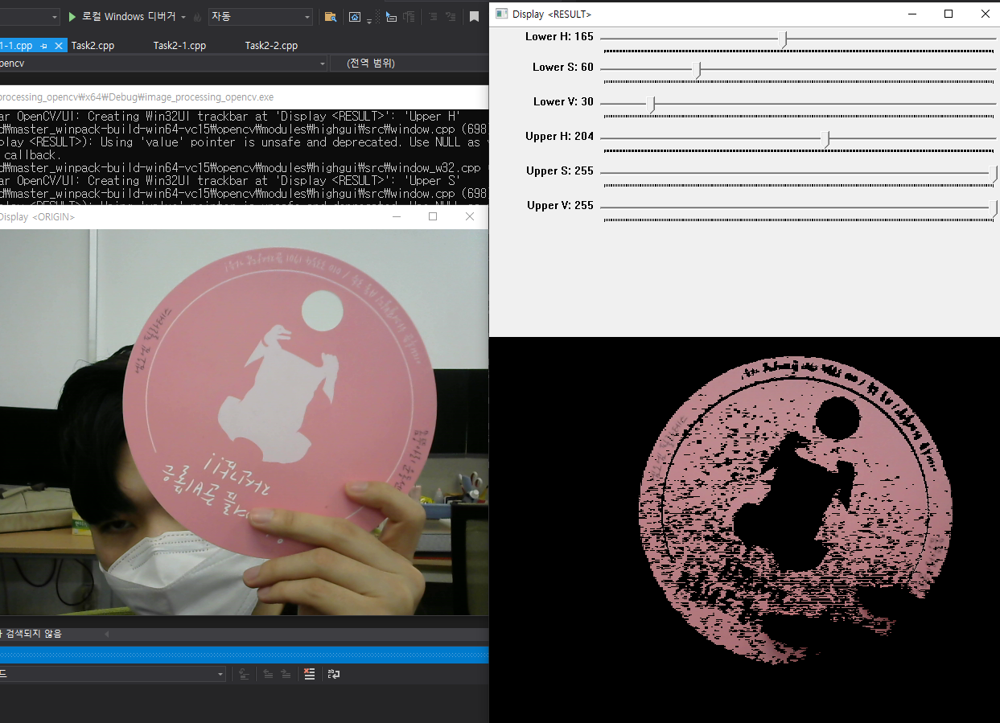 로컬 Windows 디버거
자동
1-1.cpp
Task2.cpp
Task2-1.cpp
Task2-2.cpp
pencv
(전역 범위)
processing_opencv₩x64₩Debug₩image_processing_opencv.exe
ar OpenCV/UI: Creating Win32UI trackbar at 'Display <RESULT>': 'Upper H'
d₩master_winpack-build-win64-vc15₩opencv₩modules₩highgui₩src₩window.cpp (698)
play <RESULT>): Using 'value' pointer is unsafe and deprecated. Use NULL as v
callback.
d₩master_winpack-build-win64-vc15₩opencv₩modules₩highgui₩src₩window_w32.cpp
ar OpenCV/UI: Creating Win32UI trackbar at 'Display <RESULT>': 'Upper S'
d₩master_winpack-build-win64-vc15₩opencv₩modules₩highgui₩src₩window.cpp (698)
Display <ORIGIN>
검색되지 않음
드
Display <RESULT>
Lower H: 165
Lower S: 60
Lower V: 30
Upper H: 204
Upper S: 255
Upper V: 255